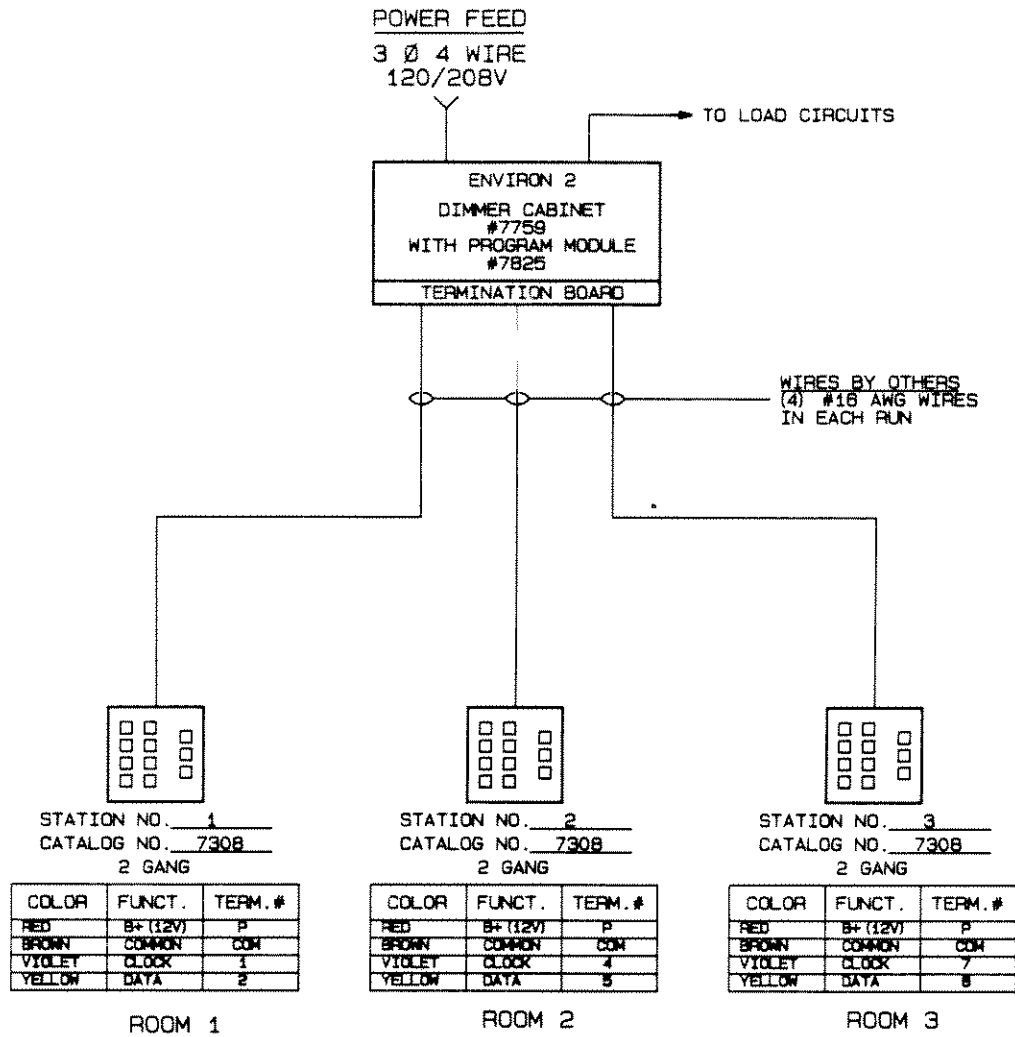 POWER FEED
3 Ø 4 WIRE
120/208V
TO LOAD CIRCUITS
ENVIRON 2
DIMMER CABINET
#7759
WITH PROGRAM MODULE
#7825
TERMINATION BOARD
WIRES BY OTHERS
(4) #16 AWG WIRES
IN EACH RUN
STATION NO. 1
CATALOG NO. 7308
2 GANG
COLOR FUNCT. TERM.#
RED B+(12V) P
BROWN COMMON COM
VIOLET CLOCK 1
YELLOW DATA 2
ROOM 1
STATION NO. 2
CATALOG NO. 7308
2 GANG
COLOR FUNCT. TERM.#
RED B+(12V) P
BROWN COMMON COM
VIOLET CLOCK 4
YELLOW DATA 5
ROOM 2
STATION NO. 3
CATALOG NO. 7308
2 GANG
COLOR FUNCT. TERM.#
RED B+(12V) P
BROWN COMMON COM
VIOLET CLOCK 7
YELLOW DATA 8
ROOM 3